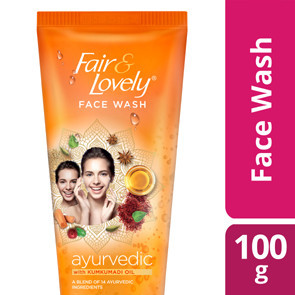 Fair &
Lovely®
FACE WASH
ayurvedic
with KUMKUMADI OIL
A BLEND OF 14 AYURVEDIC
INGREDIENTS
Face Wash
100
g